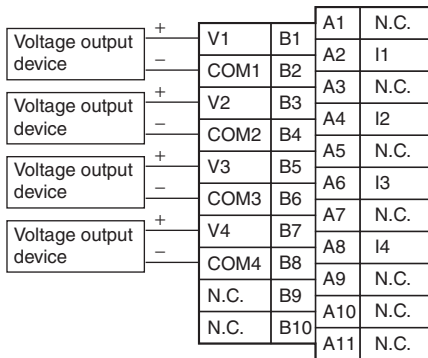 Voltage output
device
+
−
Voltage output
device
+
−
Voltage output
device
+
−
Voltage output
device
+
−
V1 B1
COM1 B2
V2 B3
COM2 B4
V3 B5
COM3 B6
V4 B7
COM4 B8
N.C. B9
N.C. B10
A1 N.C.
A2 I1
A3 N.C.
A4 I2
A5 N.C.
A6 I3
A7 N.C.
A8 I4
A9 N.C.
A10 N.C.
A11 N.C.